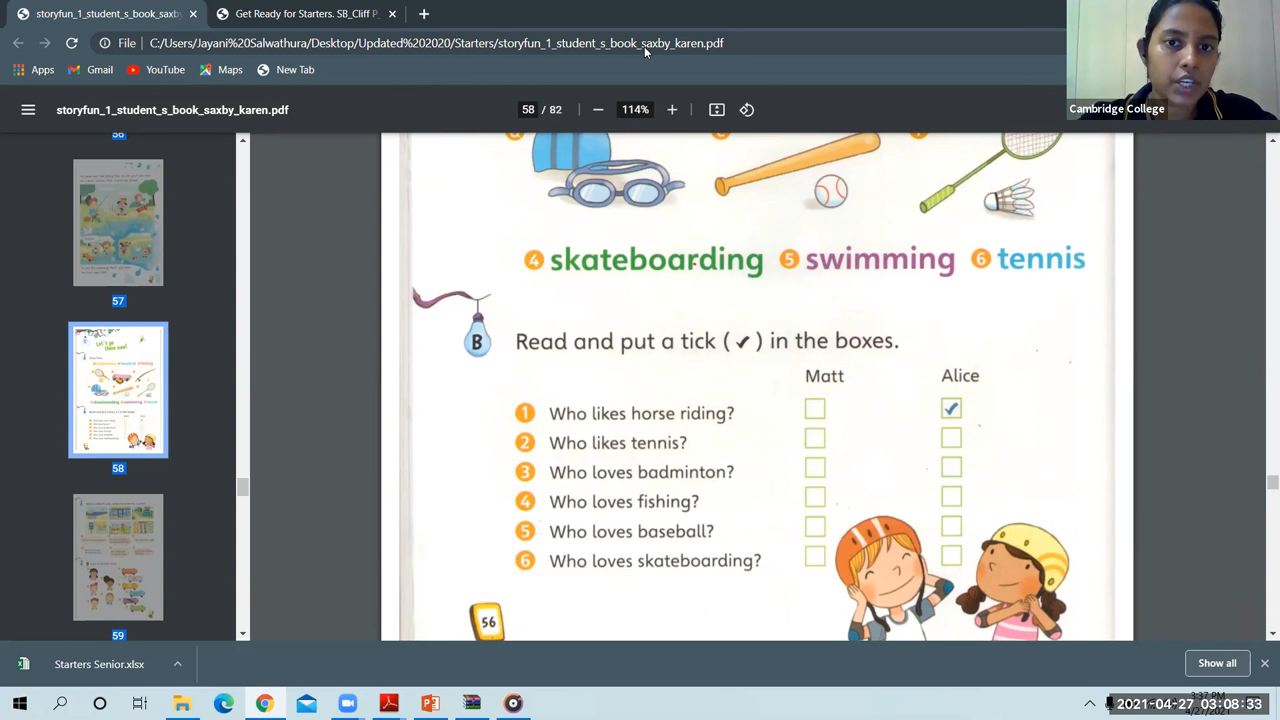 storyfun_1_student_s_book_saxby
Get Ready for Starters. SB_Cliff P
File
C:/Users/Jayani%20Salwathura/Desktop/Updated%202020/Starters/storyfun_1_student_s_book_saxby_karen.pdf
Apps
Gmail
YouTube
Maps
New Tab
Cambridge College
storyfun_1_student_s_book_saxby_karen.pdf
58 / 82
114%
56
57
58
59
4 skateboarding 5 swimming 6 tennis
B Read and put a tick (✓) in the boxes.
Matt Alice
1 Who likes horse riding?
2 Who likes tennis?
3 Who loves badminton?
4 Who loves fishing?
5 Who loves baseball?
6 Who loves skateboarding?
56
Starters Senior.xlsx
Show all
2021-04-27 03:08:33